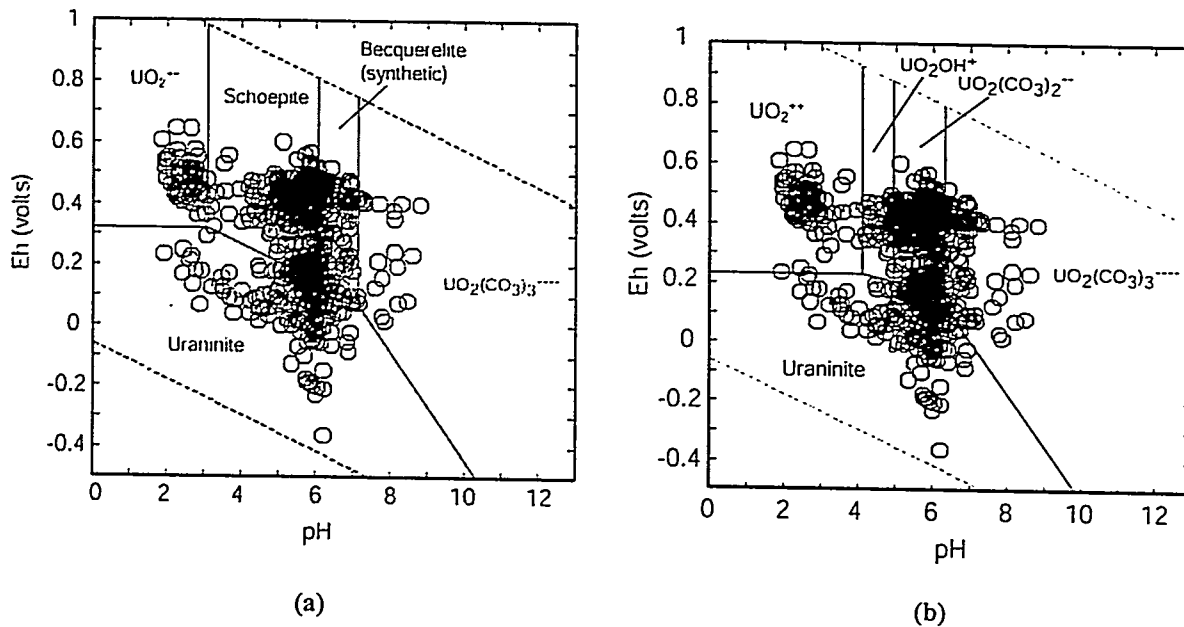 1
0.8
0.6
0.4
0.2
0
-0.2
-0.4
Eh (volts)
UO2--
Schoepite
Becquerelite
(synthetic)
UO2(CO3)3----
Uraninite
0 2 4 6 8 10 12
pH
(a)
1
0.8
0.6
0.4
0.2
0
-0.2
-0.4
Eh (volts)
UO2++
UO2OH+
UO2(CO3)2--
UO2(CO3)3----
Uraninite
0 2 4 6 8 10 12
pH
(b)